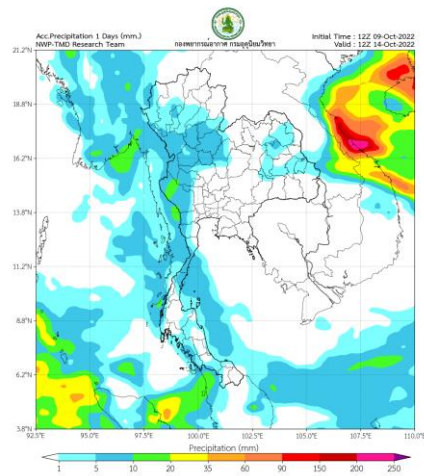 Acc.Precipitation 1 Days (mm.)
NWP-TMD Research Team
กองพยากรณ์อากาศ กรมอุตุนิยมวิทยา
Initial Time : 12Z 09-Oct-2022
Valid : 12Z 14-Oct-2022
21.2°N
18.8°N
16.2°N
13.8°N
11.2°N
8.8°N
6.2°N
3.8°N
92.5°E 95.0°E 97.5°E 100.0°E 102.5°E 105.0°E 107.5°E 110.0°E
Precipitation (mm)
1 5 10 20 35 60 90 150 200 250